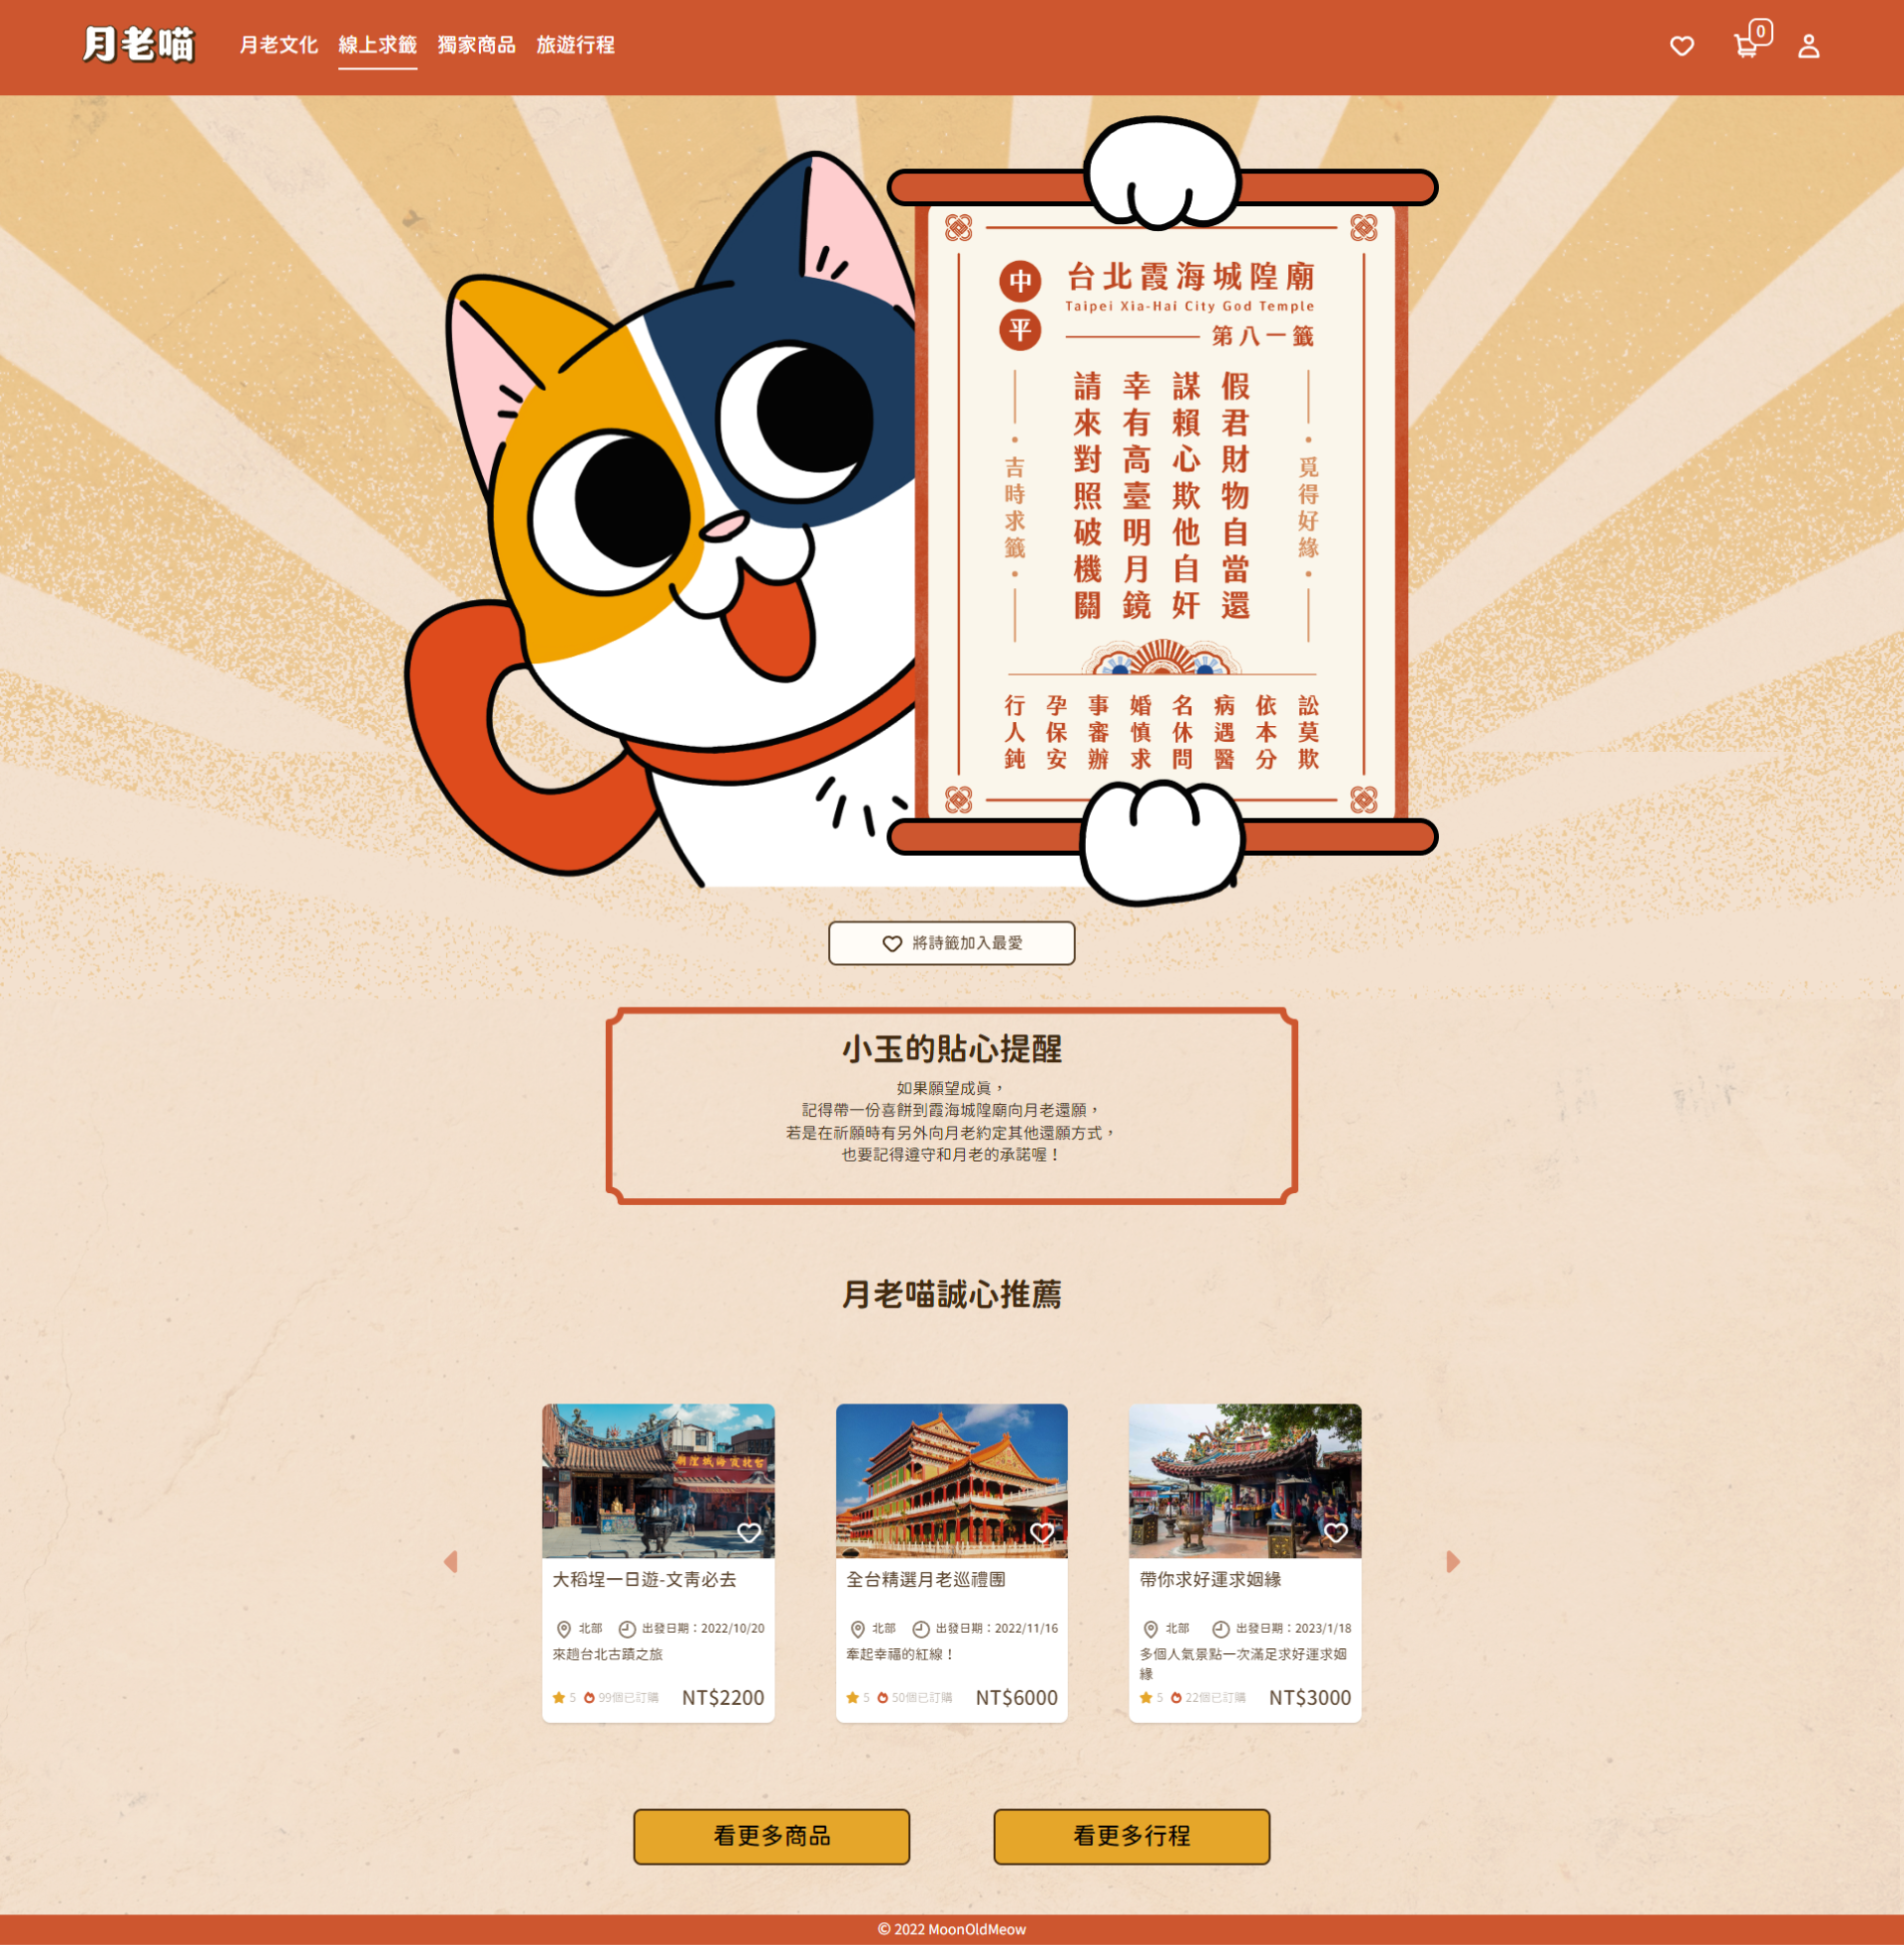 月老喵
月老文化 線上求籤 獨家商品 旅遊行程
0
中平
台北霞海城隍廟
Taipei Xia-Hai City God Temple
第八一籤
覓得好緣
假君財物自當還
謀賴心欺他自奸
幸有高臺明月鏡
請來對照破機關
吉時求籤
訟莫欺
依本分
病遇醫
名休問
婚慎求
事審辦
孕保安
行人鈍
將詩籤加入最愛
小玉的貼心提醒
如果願望成真，
記得帶一份喜餅到霞海城隍廟向月老還願，
若是在祈願時有另外向月老約定其他還願方式，
也要記得遵守和月老的承諾喔！
月老喵誠心推薦
廟隍城海霞北台
大稻埕一日遊-文青必去
北部 出發日期：2022/10/20
來趟台北古蹟之旅
5 99個已訂購 NT$2200
全台精選月老巡禮團
北部 出發日期：2022/11/16
牽起幸福的紅線！
5 50個已訂購 NT$6000
帶你求好運求姻緣
北部 出發日期：2023/1/18
多個人氣景點一次滿足求好運求姻
緣
5 22個已訂購 NT$3000
看更多商品
看更多行程
© 2022 MoonOldMeow